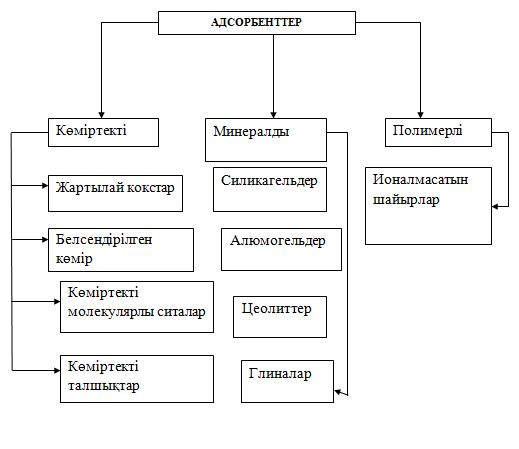 АДСОРБЕНТТЕР
Көміртекті
Жартылай кокстар
Белсендірілген
көмір
Көміртекті
молекулярлы ситалар
Көміртекті
талшықтар
Минералды
Силикагельдер
Алюмогельдер
Цеолиттер
Глиналар
Полимерлі
Ионалмасатын
шайырлар